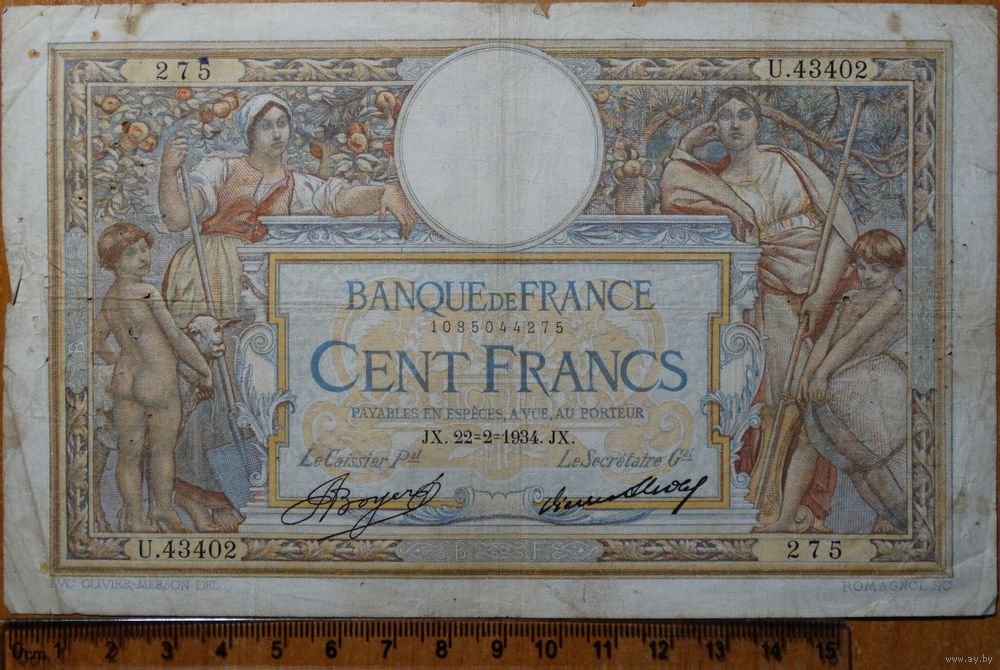 275 U.43402
BANQUE DE FRANCE
1085044275
CENT FRANCS
PAYABLES EN ESPÈCES, A VUE, AU PORTEUR
JX. 22=2=1934. JX.
Le Caissier Pal Le Secrétaire Gal
Boyer
U.43402 275
LVC OLIVIER-MERSON DEL ROMAGNOL SC
0cm 1 2 3 4 5 6 7 8 9 10 11 12 13 14 15
www.ay.by